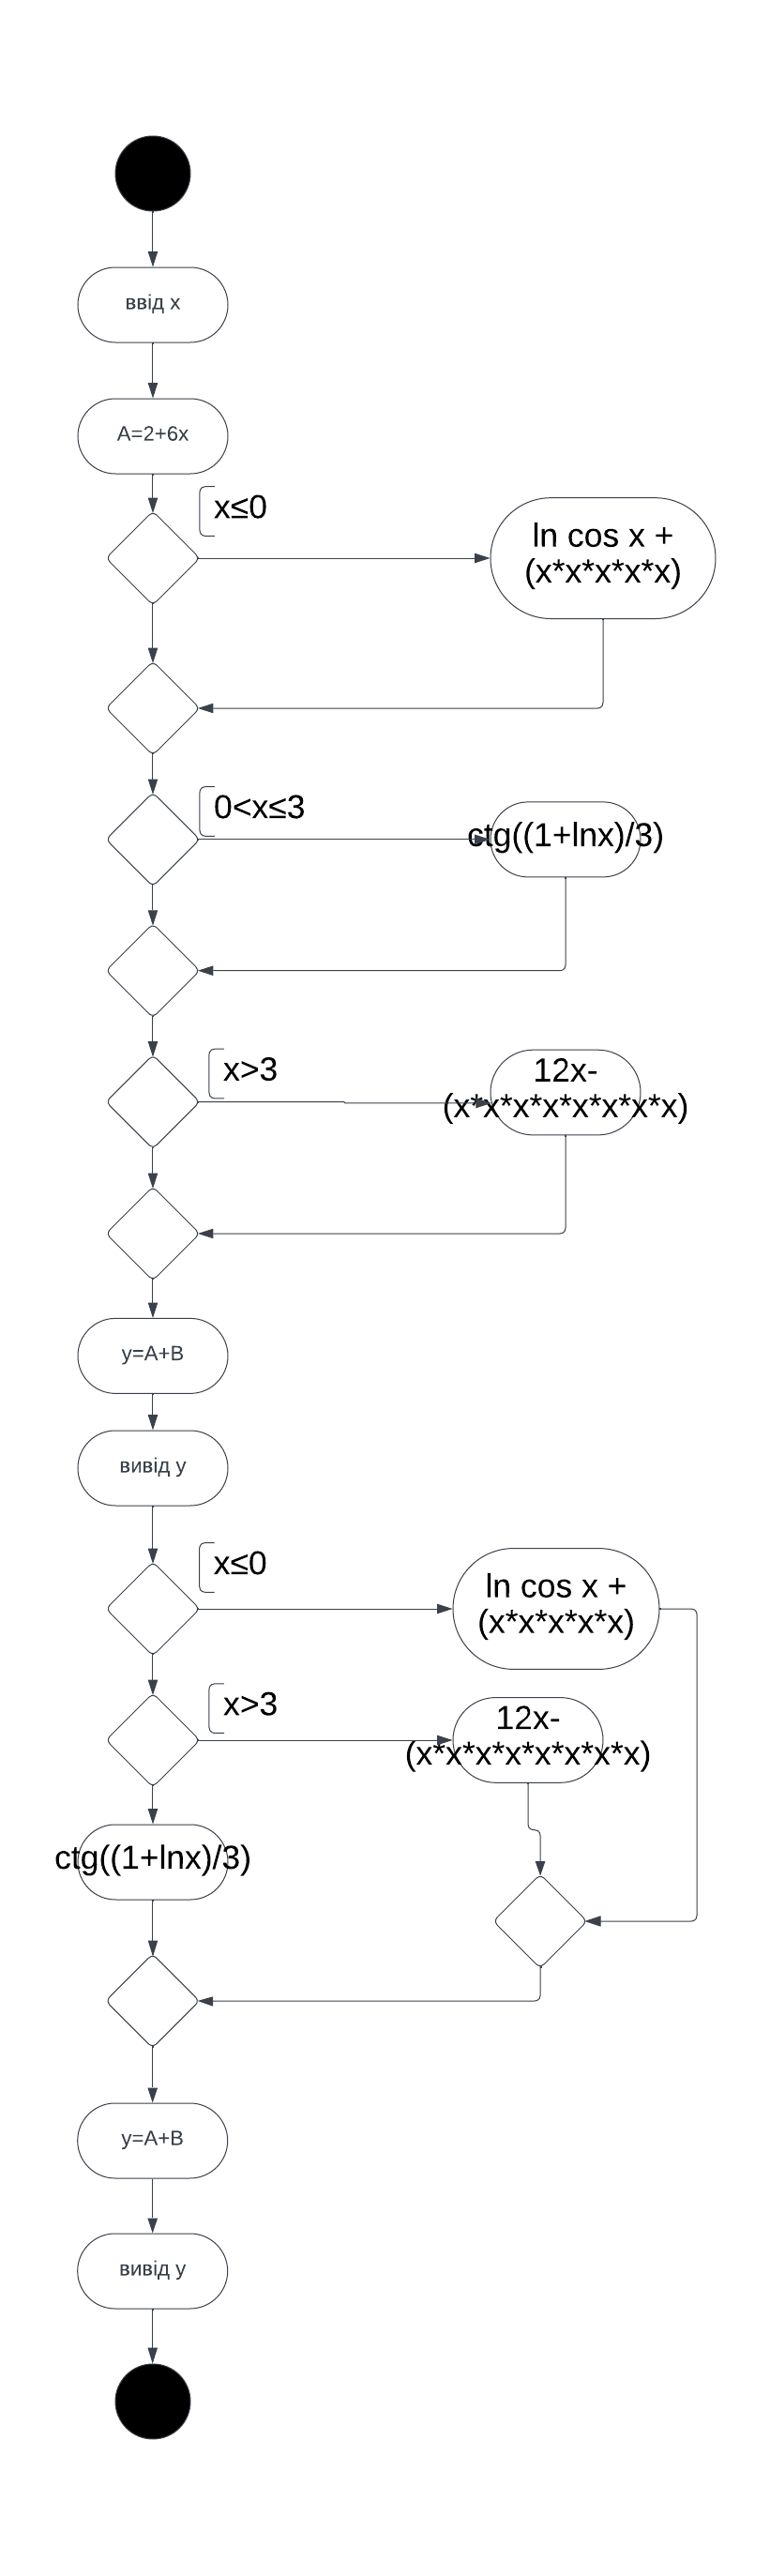 ввід x
A=2+6x
x≤0
ln cos x +
(x*x*x*x*x)
0<x≤3
ctg((1+lnx)/3)
x>3
12x-
(x*x*x*x*x*x*x*x)
y=A+B
вивід y
x≤0
ln cos x +
(x*x*x*x*x)
x>3
12x-
(x*x*x*x*x*x*x*x)
ctg((1+lnx)/3)
y=A+B
вивід y